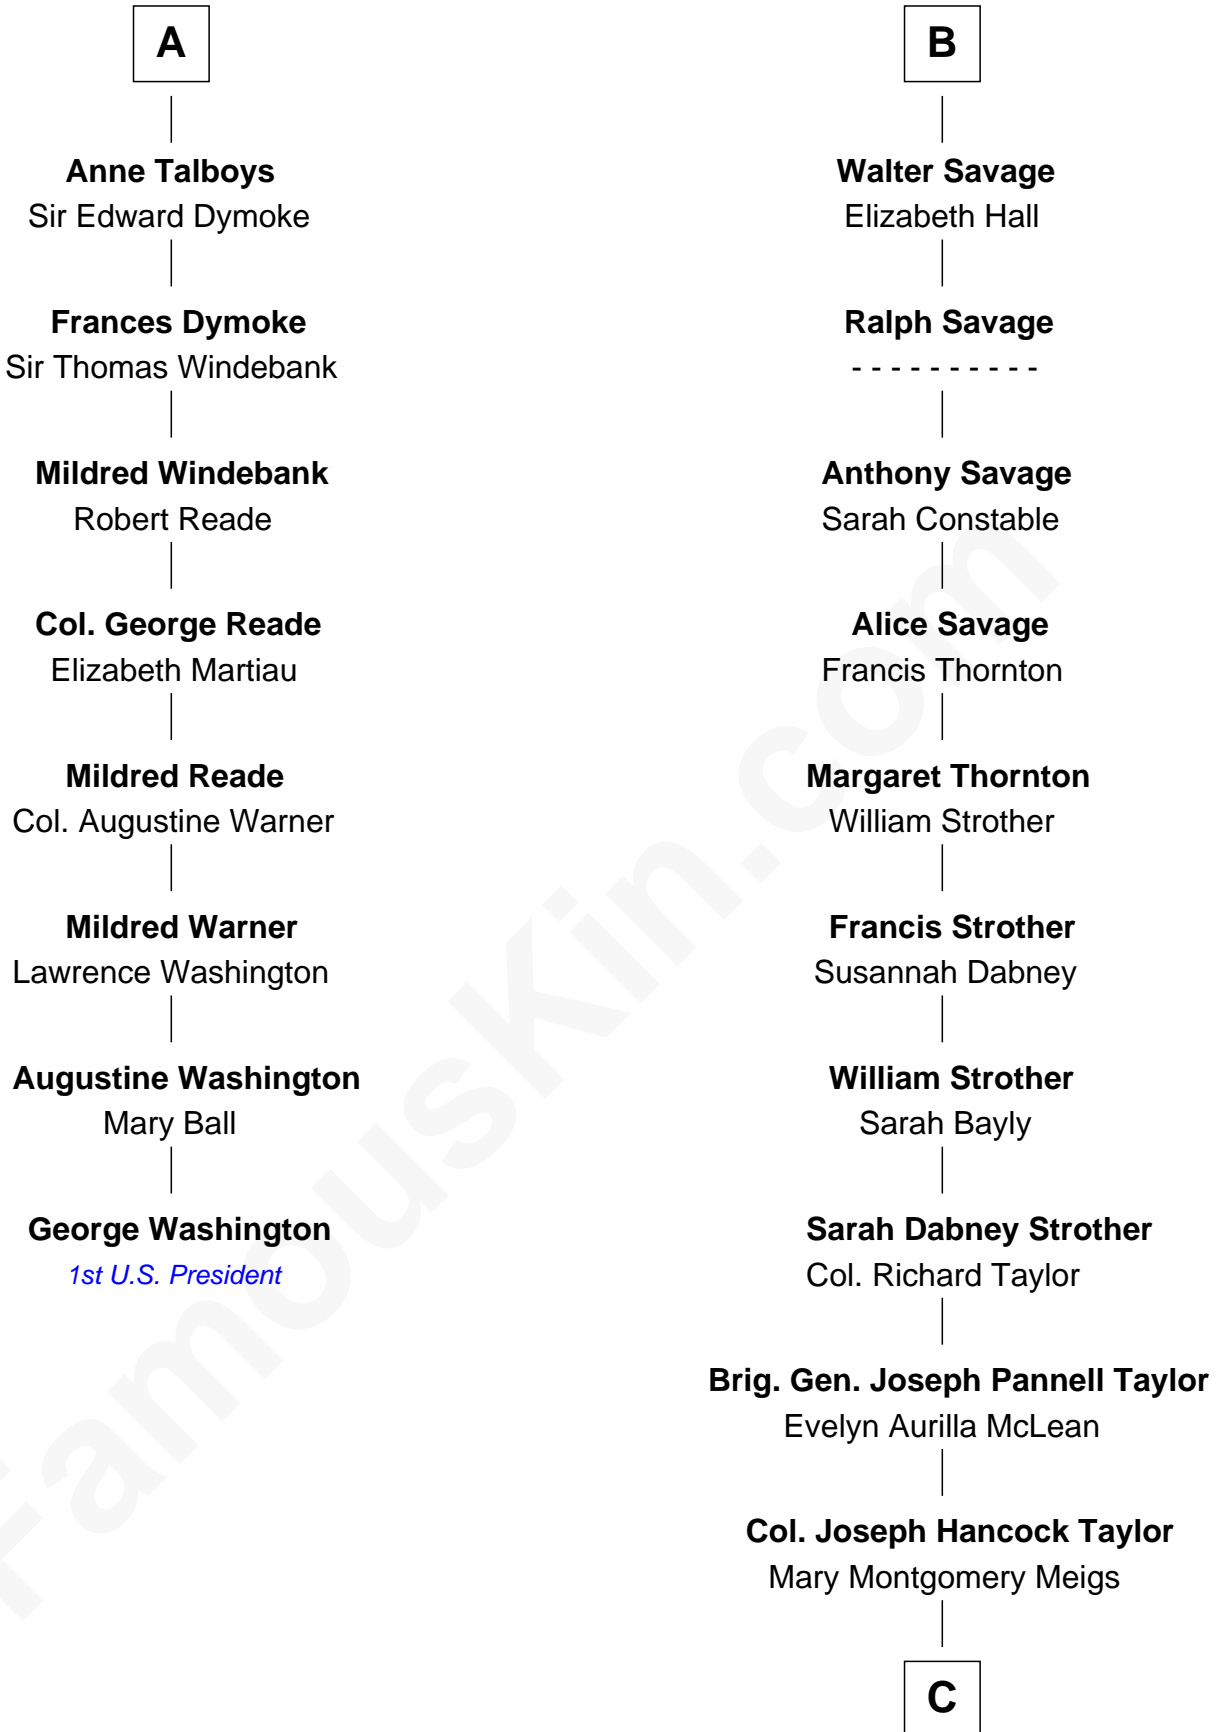 A
Anne Talboys
Sir Edward Dymoke
Frances Dymoke
Sir Thomas Windebank
Mildred Windebank
Robert Reade
Col. George Reade
Elizabeth Martiau
Mildred Reade
Col. Augustine Warner
Mildred Warner
Lawrence Washington
Augustine Washington
Mary Ball
George Washington
1st U.S. President
B
Walter Savage
Elizabeth Hall
Ralph Savage
- - - - - - - - - -
Anthony Savage
Sarah Constable
Alice Savage
Francis Thornton
Margaret Thornton
William Strother
Francis Strother
Susannah Dabney
William Strother
Sarah Bayly
Sarah Dabney Strother
Col. Richard Taylor
Brig. Gen. Joseph Pannell Taylor
Evelyn Aurilla McLean
Col. Joseph Hancock Taylor
Mary Montgomery Meigs
C
FamousKin.com